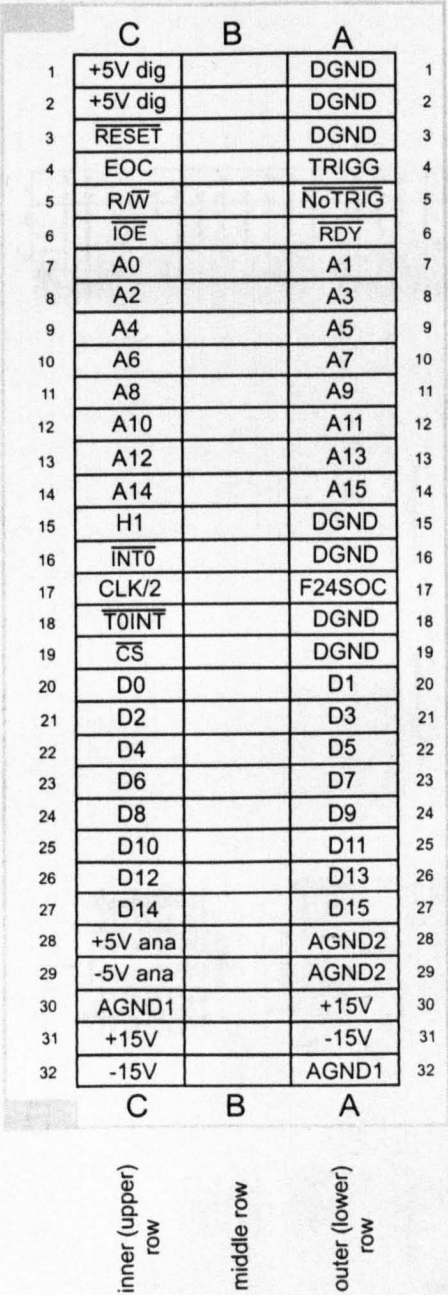 C B A
1 +5V dig DGND 1
2 +5V dig DGND 2
3 R̅E̅S̅E̅T̅ DGND 3
4 EOC TRIGG 4
5 R/W̅ N̅o̅T̅R̅I̅G̅ 5
6 I̅O̅E̅ R̅D̅Y̅ 6
7 A0 A1 7
8 A2 A3 8
9 A4 A5 9
10 A6 A7 10
11 A8 A9 11
12 A10 A11 12
13 A12 A13 13
14 A14 A15 14
15 H1 DGND 15
16 I̅N̅T̅0̅ DGND 16
17 CLK/2 F24SOC 17
18 T̅0̅I̅N̅T̅ DGND 18
19 C̅S̅ DGND 19
20 D0 D1 20
21 D2 D3 21
22 D4 D5 22
23 D6 D7 23
24 D8 D9 24
25 D10 D11 25
26 D12 D13 26
27 D14 D15 27
28 +5V ana AGND2 28
29 -5V ana AGND2 29
30 AGND1 +15V 30
31 +15V -15V 31
32 -15V AGND1 32
C B A
inner (upper)
row
middle row
outer (lower)
row